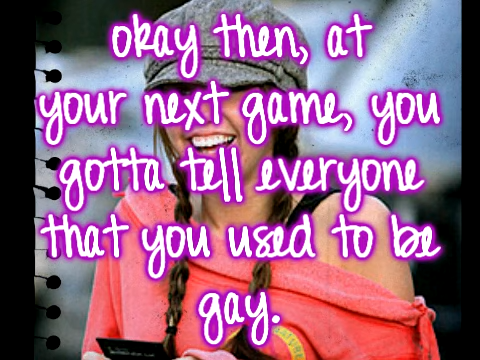 okay then, at
your next game, you
gotta tell everyone
that you used to be
gay.